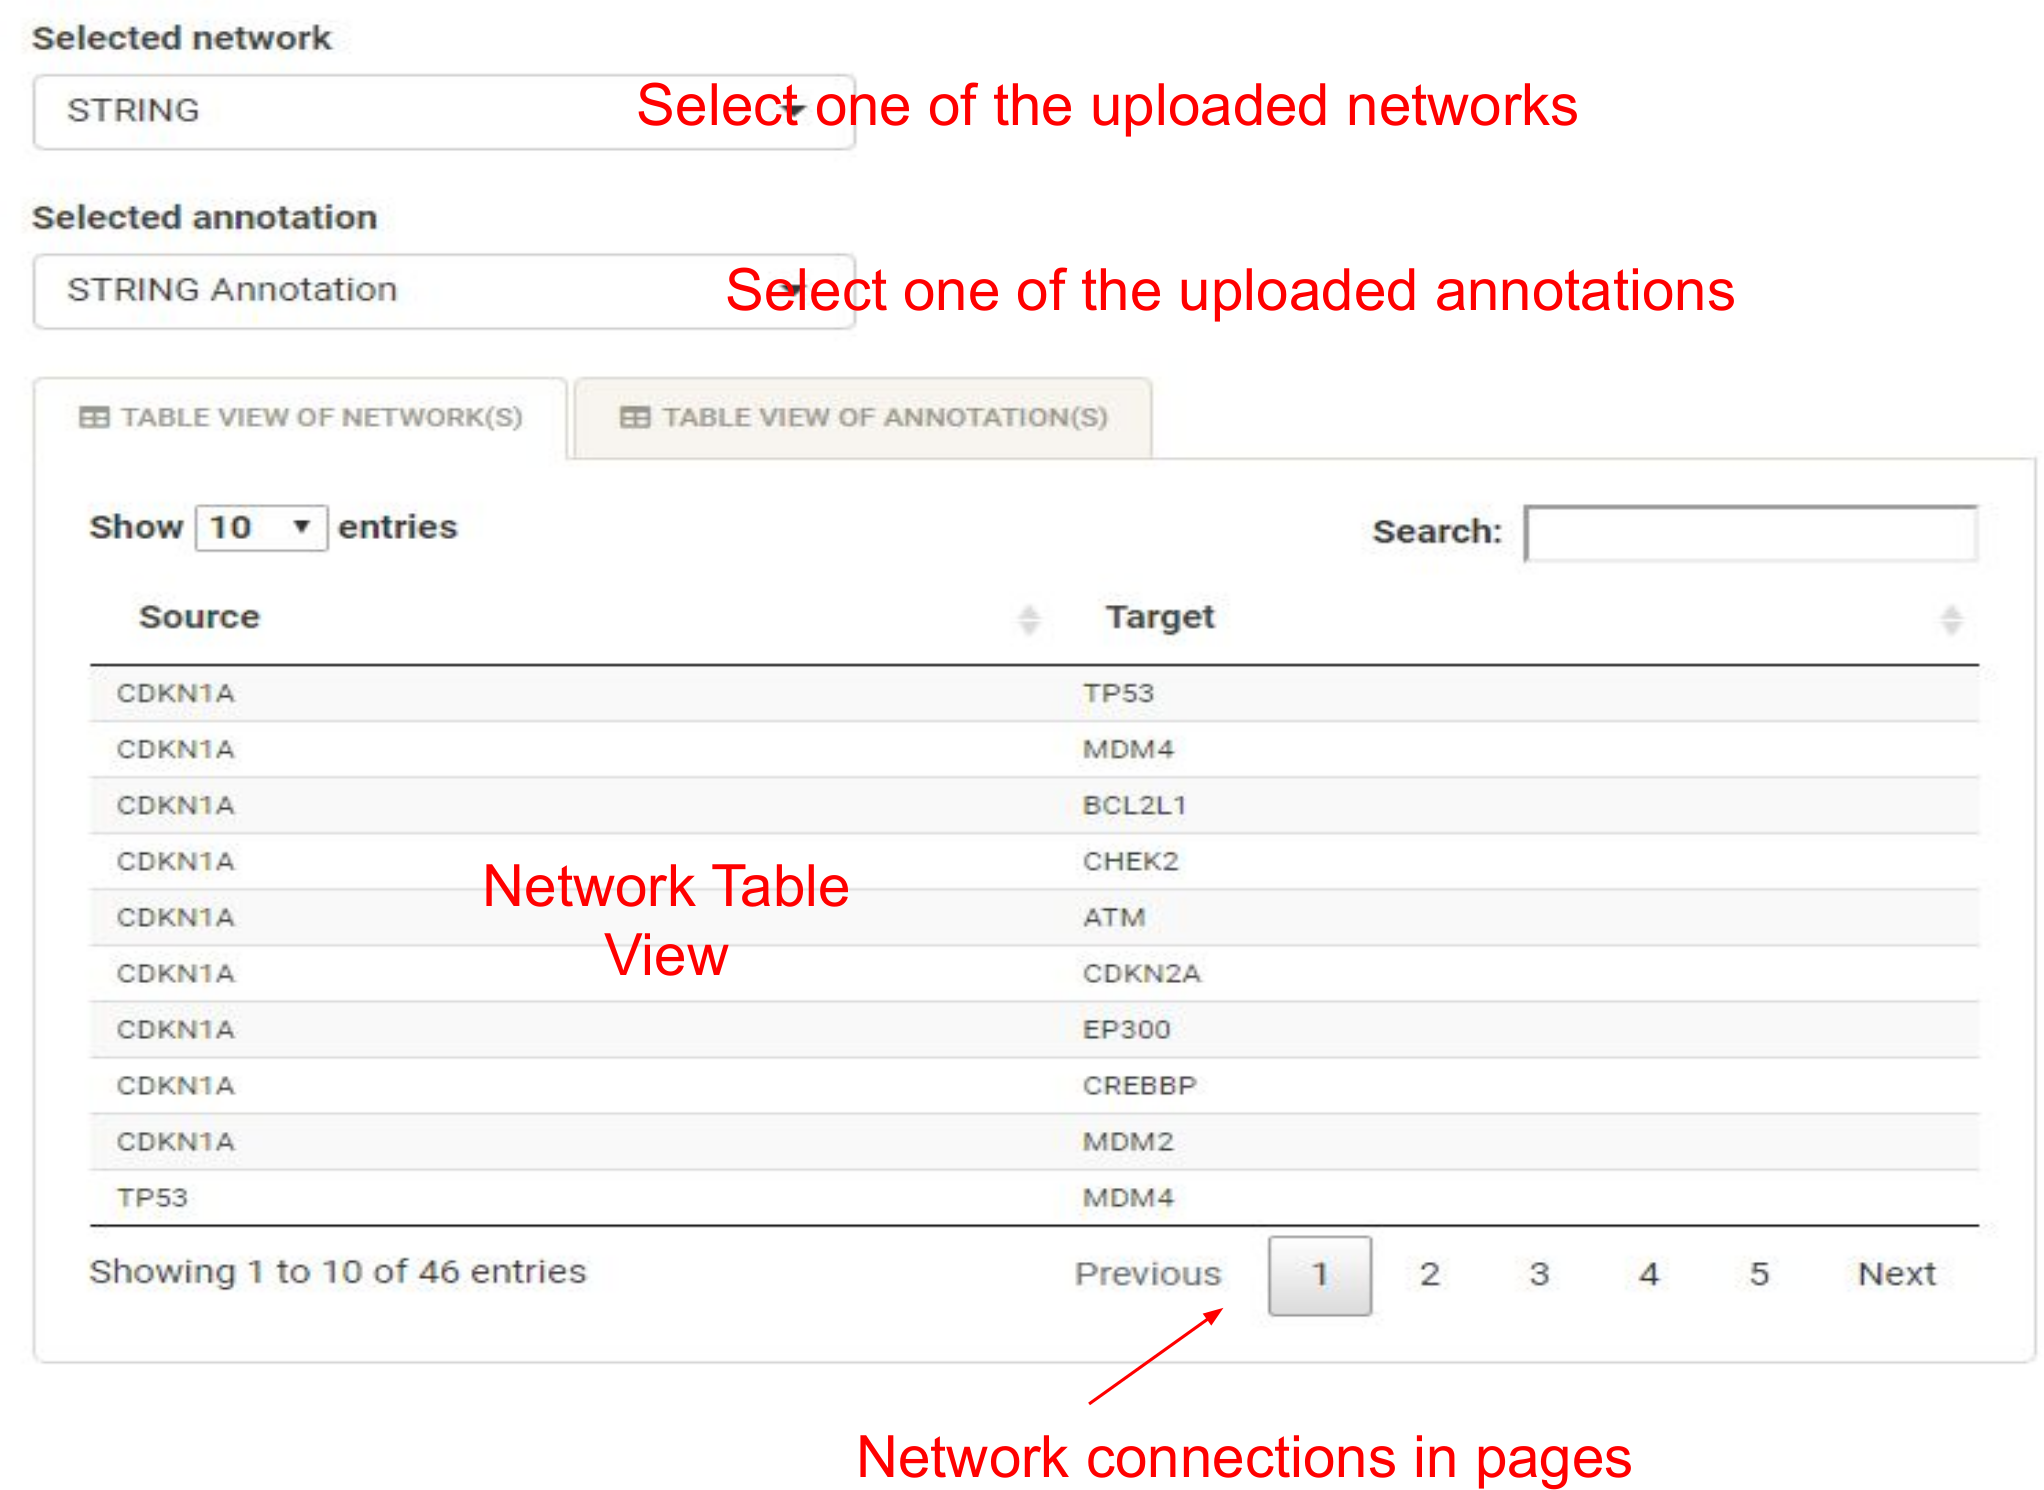 Selected network
STRING
Select one of the uploaded networks
Selected annotation
STRING Annotation
Select one of the uploaded annotations
TABLE VIEW OF NETWORK(S)
TABLE VIEW OF ANNOTATION(S)
Show 10 entries
Search:
Source Target
CDKN1A TP53
CDKN1A MDM4
CDKN1A BCL2L1
CDKN1A CHEK2
Network Table
CDKN1A ATM
View
CDKN1A CDKN2A
CDKN1A EP300
CDKN1A CREBBP
CDKN1A MDM2
TP53 MDM4
Showing 1 to 10 of 46 entries
Previous 1 2 3 4 5 Next
Network connections in pages